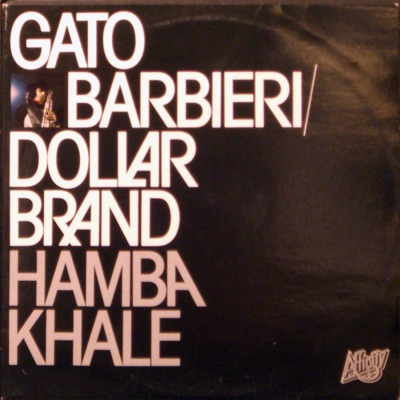 GATO
BARBIERI/
DOLLAR
BRAND
HAMBA
KHALE
Affinity